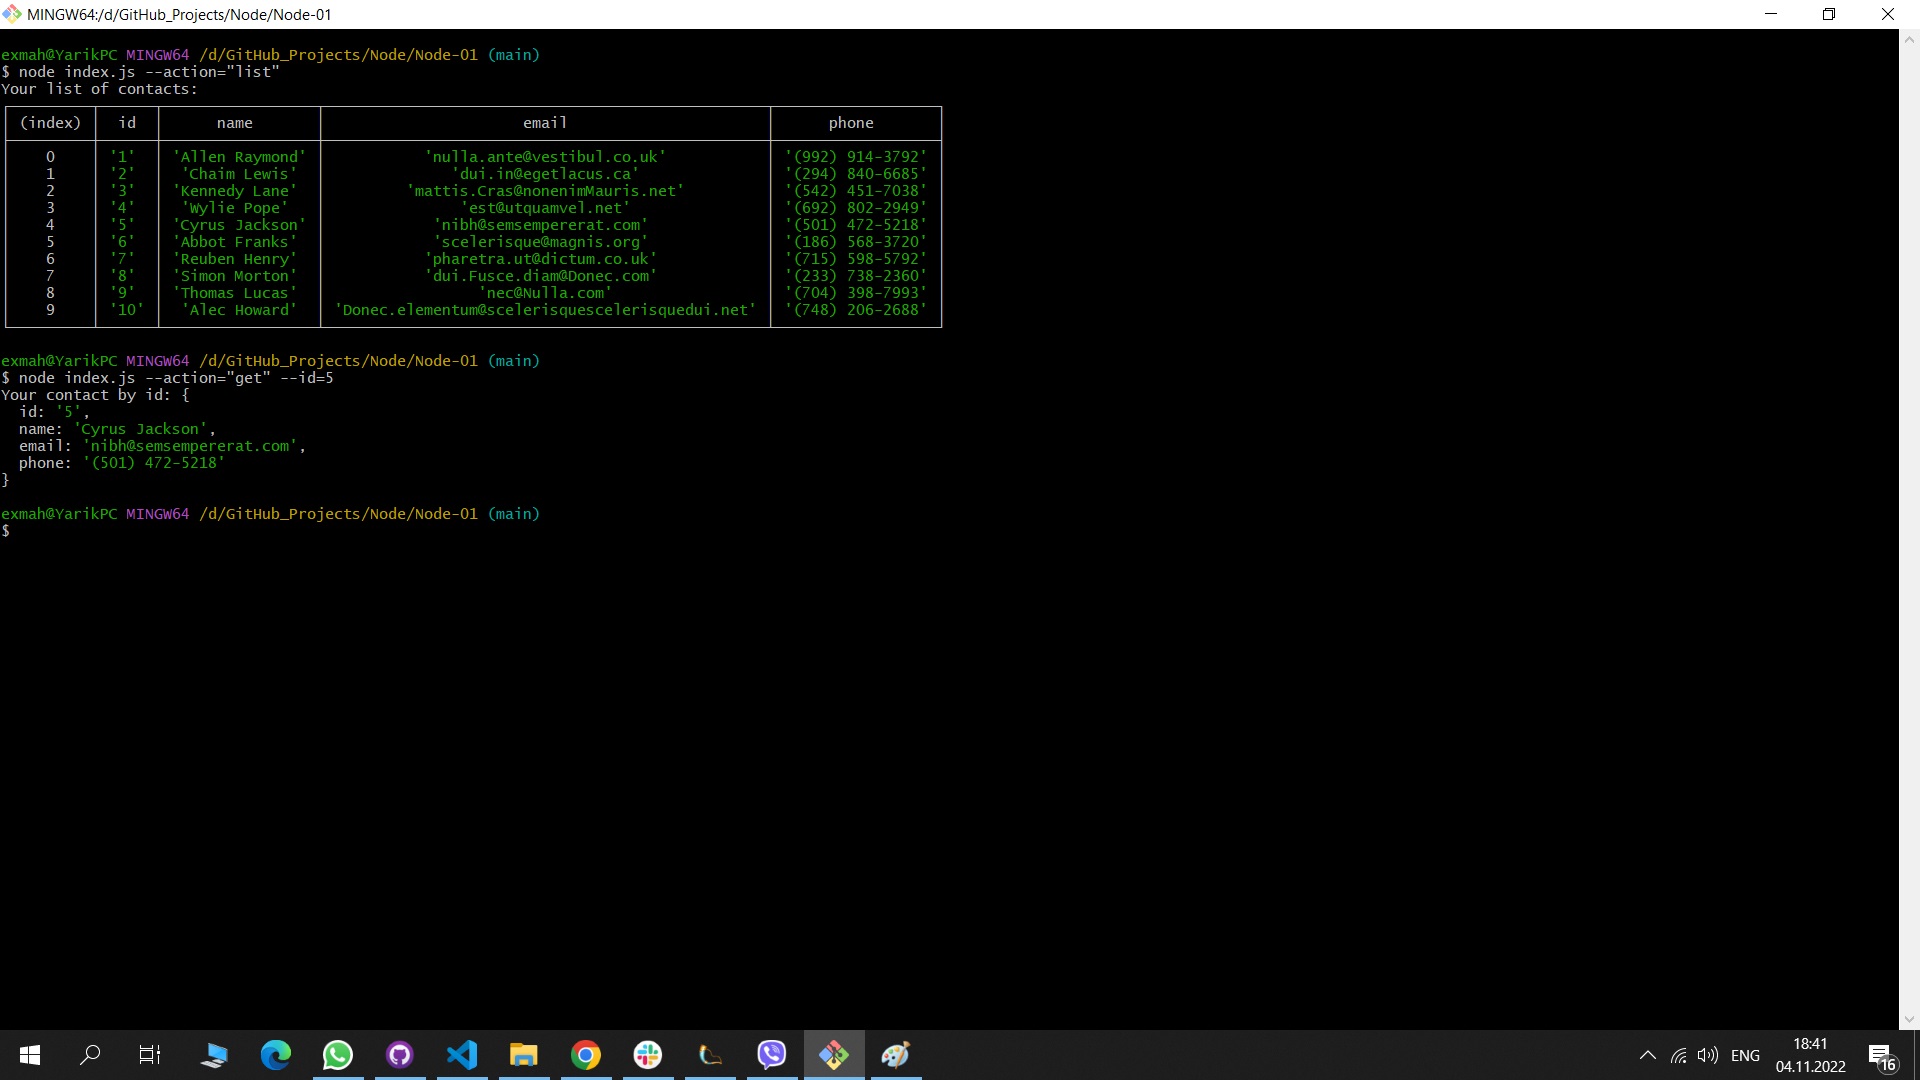 MINGW64:/d/GitHub_Projects/Node/Node-01
exmah@YarikPC MINGW64 /d/GitHub_Projects/Node/Node-01 (main)
$ node index.js --action="list"
Your list of contacts:
(index) id name email phone
0 '1' 'Allen Raymond' 'nulla.ante@vestibul.co.uk' '(992) 914-3792'
1 '2' 'Chaim Lewis' 'dui.in@egetlacus.ca' '(294) 840-6685'
2 '3' 'Kennedy Lane' 'mattis.Cras@nonenimMauris.net' '(542) 451-7038'
3 '4' 'Wylie Pope' 'est@utquamvel.net' '(692) 802-2949'
4 '5' 'Cyrus Jackson' 'nibh@semsempererat.com' '(501) 472-5218'
5 '6' 'Abbot Franks' 'scelerisque@magnis.org' '(186) 568-3720'
6 '7' 'Reuben Henry' 'pharetra.ut@dictum.co.uk' '(715) 598-5792'
7 '8' 'Simon Morton' 'dui.Fusce.diam@Donec.com' '(233) 738-2360'
8 '9' 'Thomas Lucas' 'nec@Nulla.com' '(704) 398-7993'
9 '10' 'Alec Howard' 'Donec.elementum@scelerisquescelerisquedui.net' '(748) 206-2688'
exmah@YarikPC MINGW64 /d/GitHub_Projects/Node/Node-01 (main)
$ node index.js --action="get" --id=5
Your contact by id: {
id: '5',
name: 'Cyrus Jackson',
email: 'nibh@semsempererat.com',
phone: '(501) 472-5218'
}
exmah@YarikPC MINGW64 /d/GitHub_Projects/Node/Node-01 (main)
$
ENG
18:41
04.11.2022
16